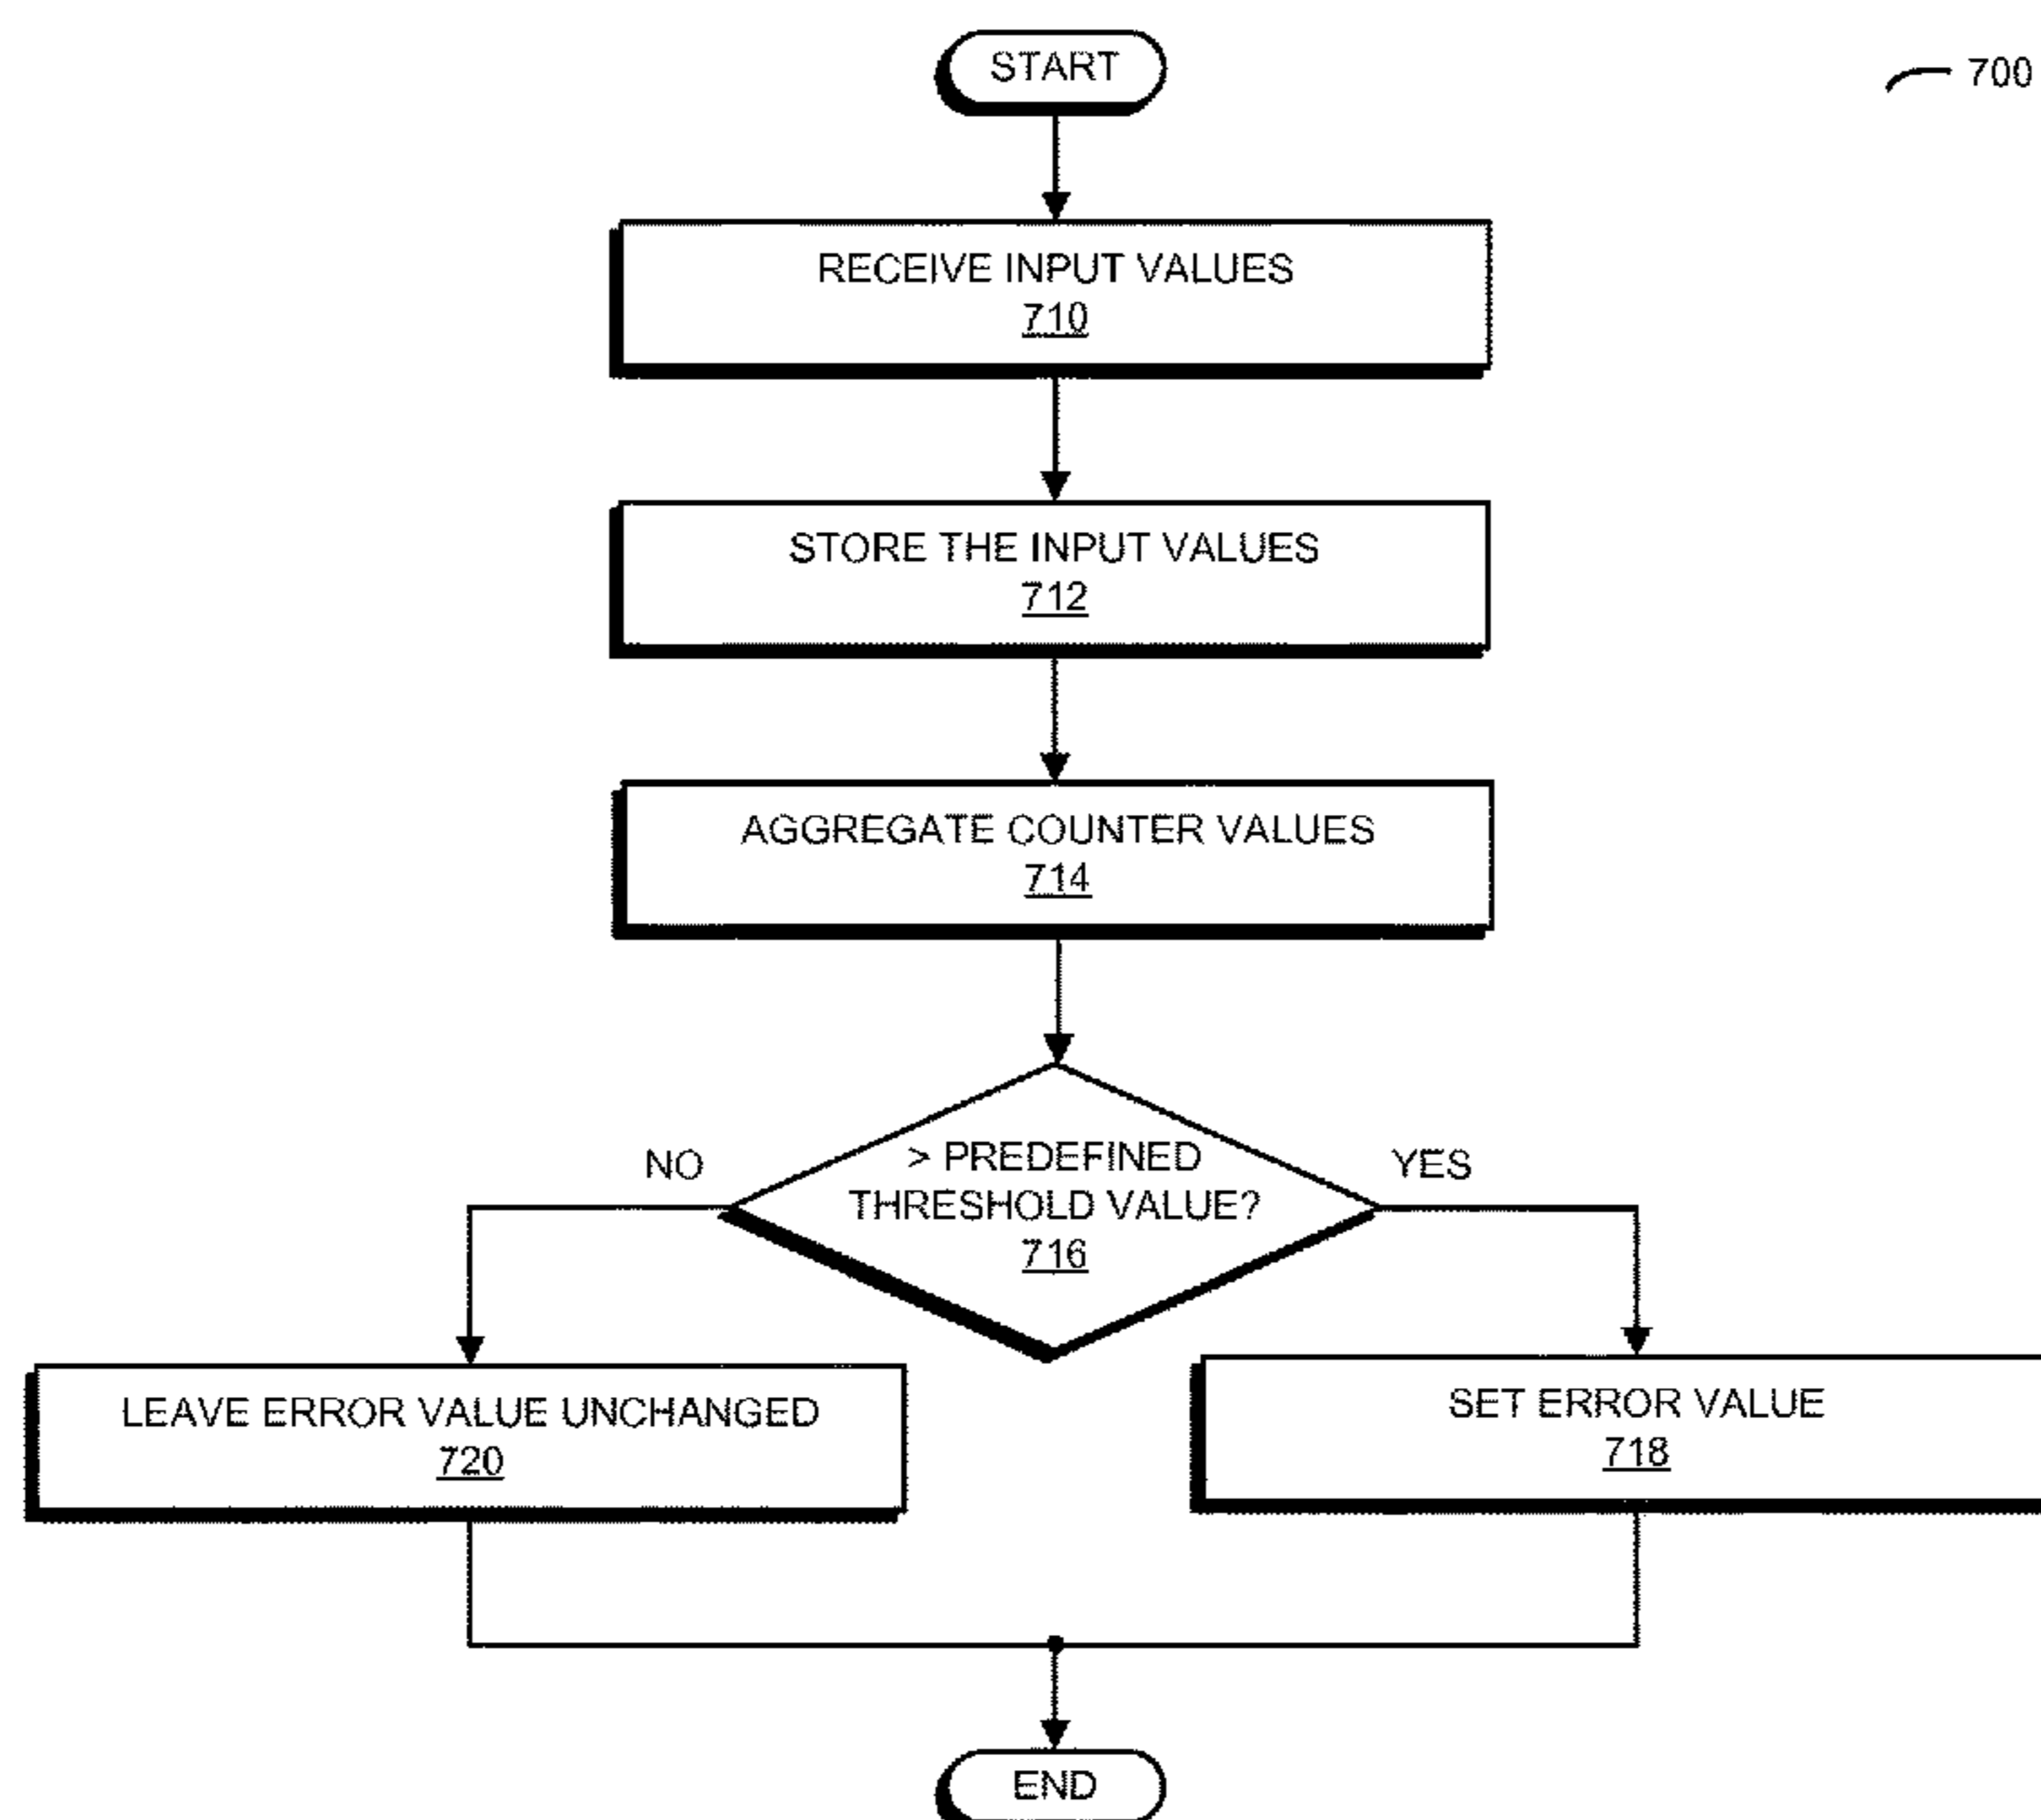 START
700
RECEIVE INPUT VALUES
710
STORE THE INPUT VALUES
712
AGGREGATE COUNTER VALUES
714
> PREDEFINED
THRESHOLD VALUE?
716
NO
YES
LEAVE ERROR VALUE UNCHANGED
720
SET ERROR VALUE
718
END